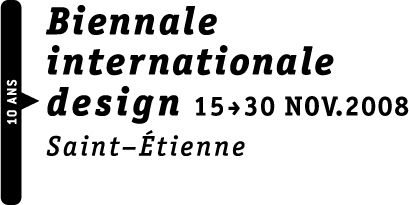 10 ANS
Biennale
internationale
design 15→30 NOV.2008
Saint–Étienne